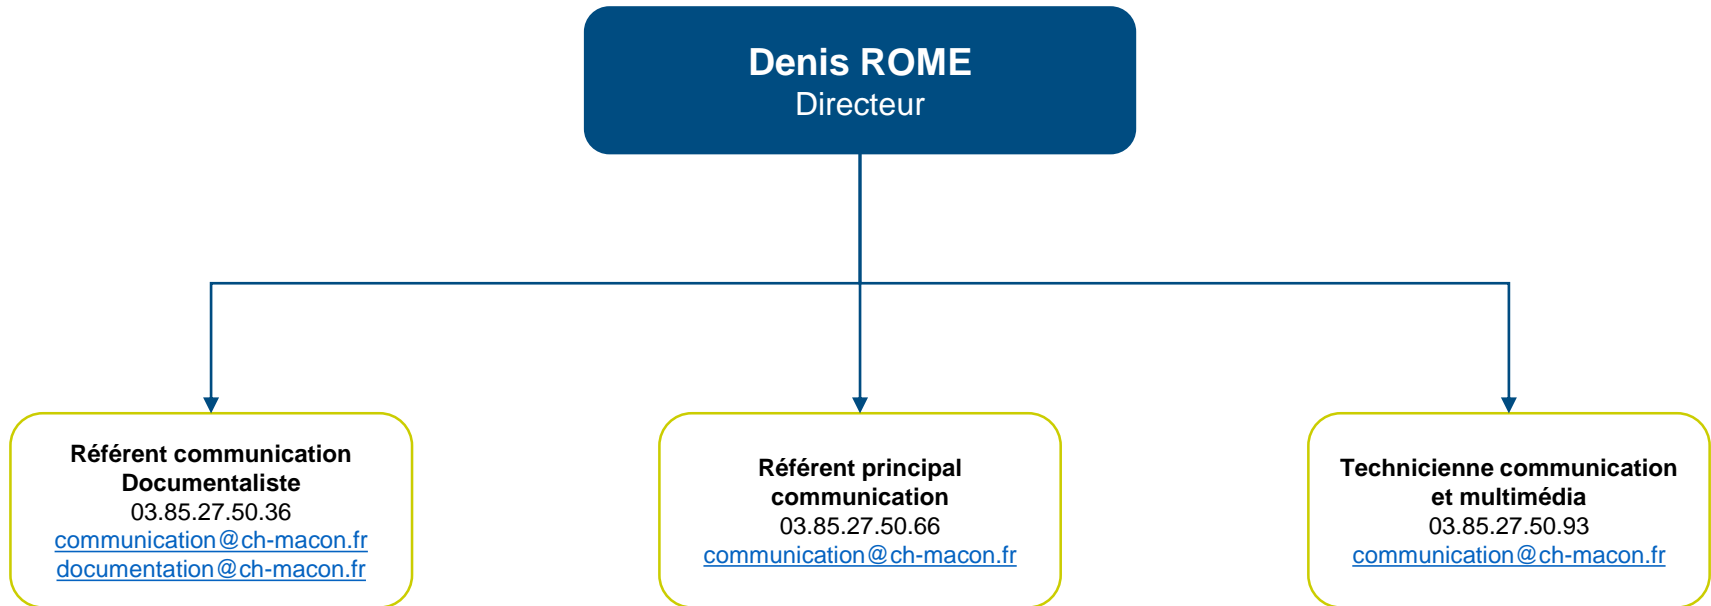 Denis ROME
Directeur
Référent communication
Documentaliste
03.85.27.50.36
communication@ch-macon.fr
documentation@ch-macon.fr
Référent principal
communication
03.85.27.50.66
communication@ch-macon.fr
Technicienne communication
et multimédia
03.85.27.50.93
communication@ch-macon.fr